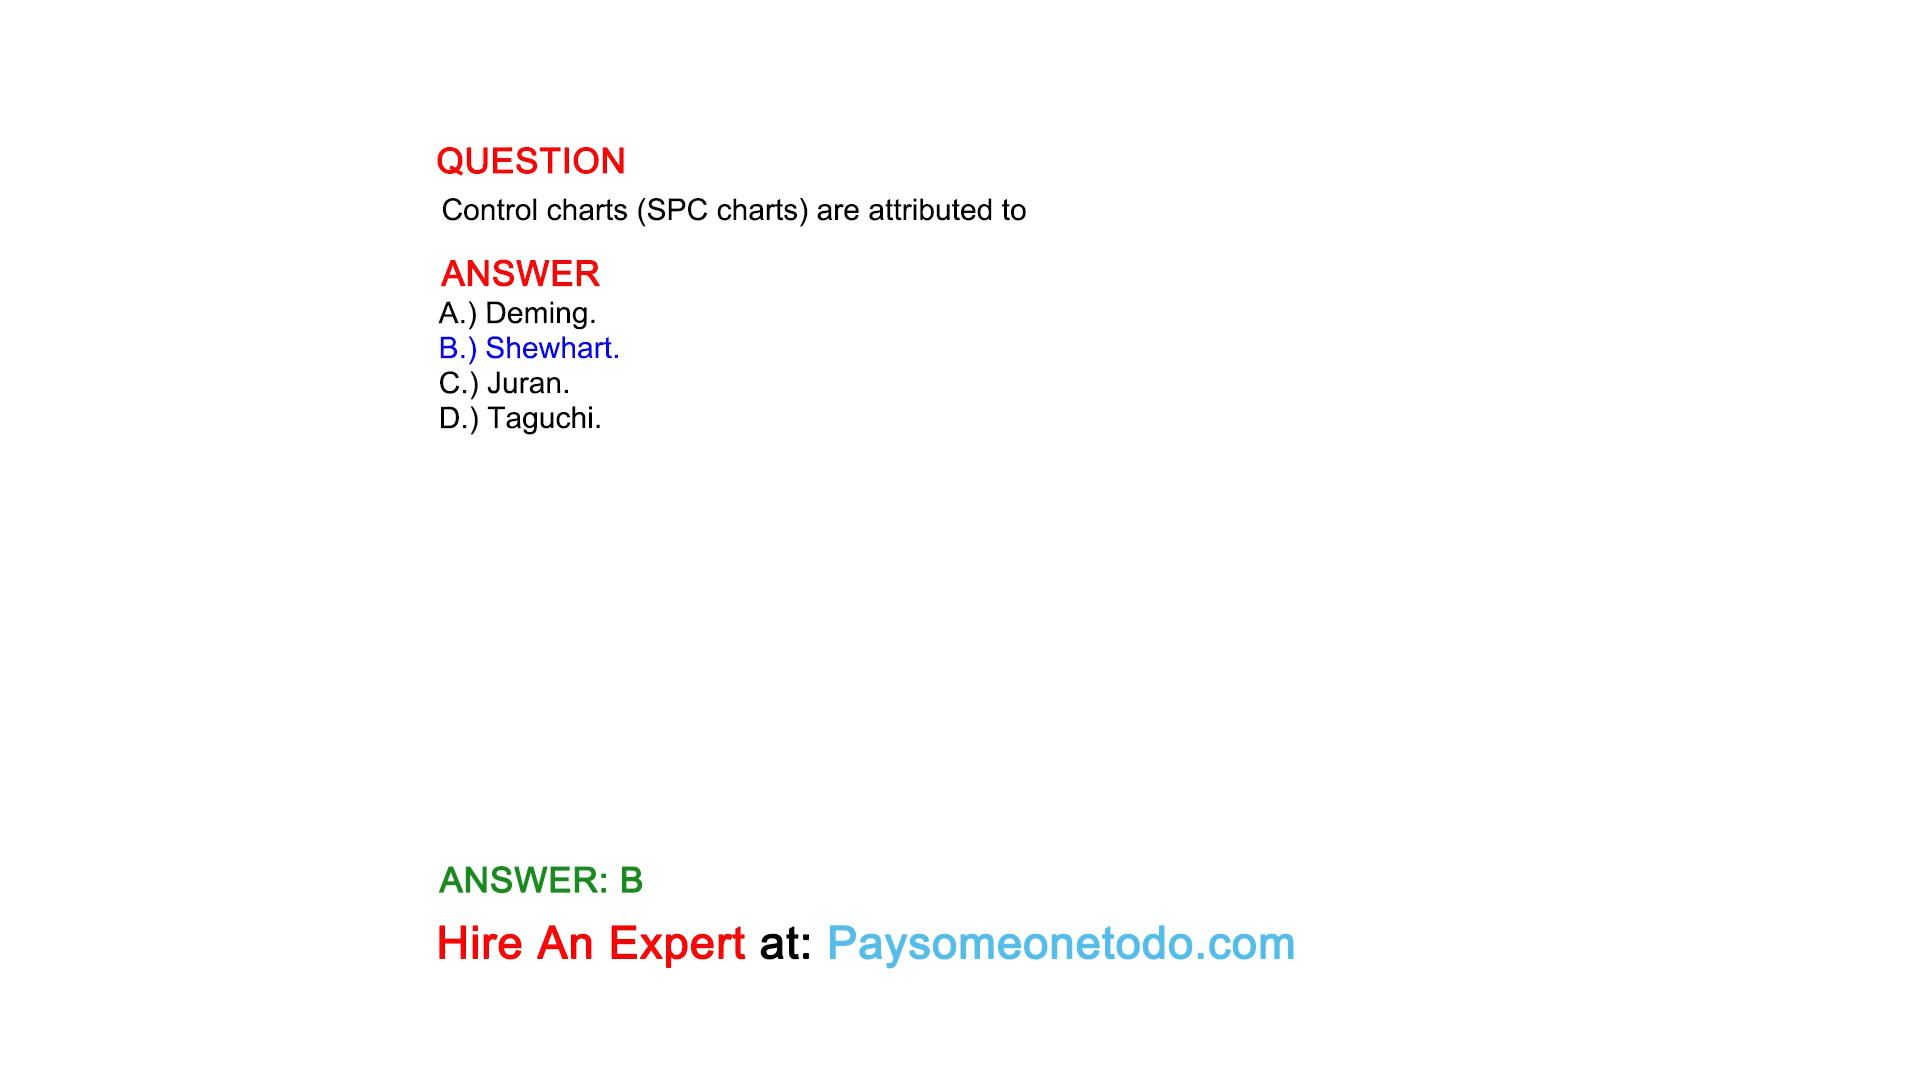 QUESTION
Control charts (SPC charts) are attributed to
ANSWER
A.) Deming.
B.) Shewhart.
C.) Juran.
D.) Taguchi.
ANSWER: B
Hire An Expert at: Paysomeonetodo.com